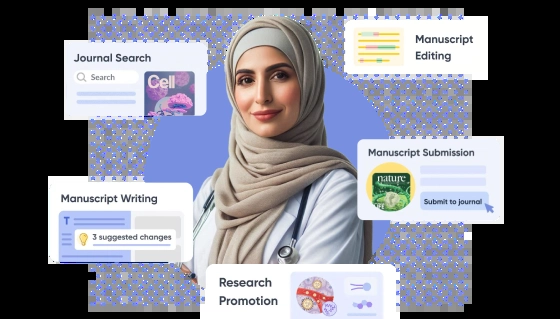 Journal Search
Search
Cell
Manuscript
Editing
Manuscript Submission
nature
Submit to journal
Manuscript Writing
T
3 suggested changes
Research
Promotion